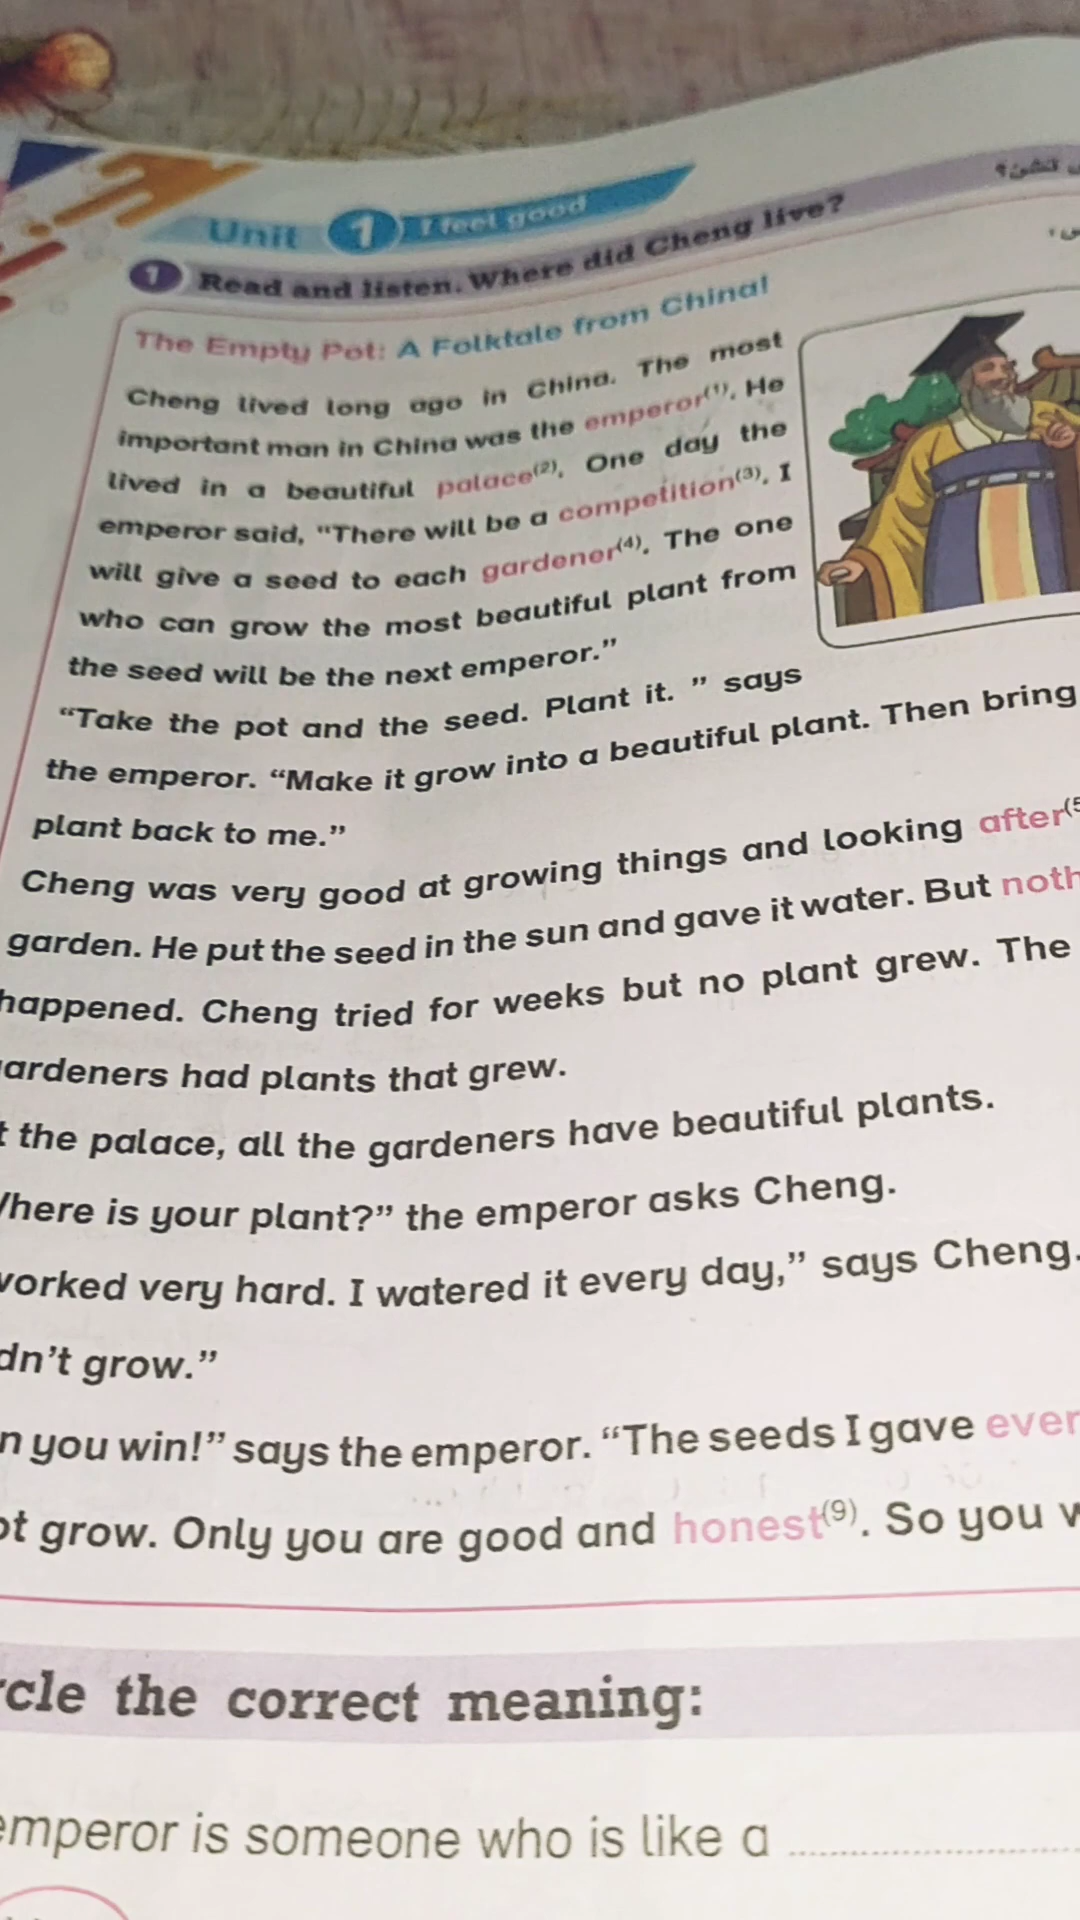 Unit 1 I feel good
1 Read and listen. Where did Cheng live?
The Empty Pot: A Folktale from China!
Cheng lived long ago in China. The most
important man in China was the emperor(1). He
lived in a beautiful palace(2). One day the
emperor said, “There will be a competition(3). I
will give a seed to each gardener(4). The one
who can grow the most beautiful plant from
the seed will be the next emperor.”
“Take the pot and the seed. Plant it. ” says
the emperor. “Make it grow into a beautiful plant. Then bring
plant back to me.”
Cheng was very good at growing things and looking after(5
garden. He put the seed in the sun and gave it water. But noth
happened. Cheng tried for weeks but no plant grew. The
ardeners had plants that grew.
t the palace, all the gardeners have beautiful plants.
here is your plant?” the emperor asks Cheng.
worked very hard. I watered it every day,” says Cheng.
dn’t grow.”
n you win!” says the emperor. “The seeds I gave ever
ot grow. Only you are good and honest(9). So you w
rcle the correct meaning:
emperor is someone who is like a